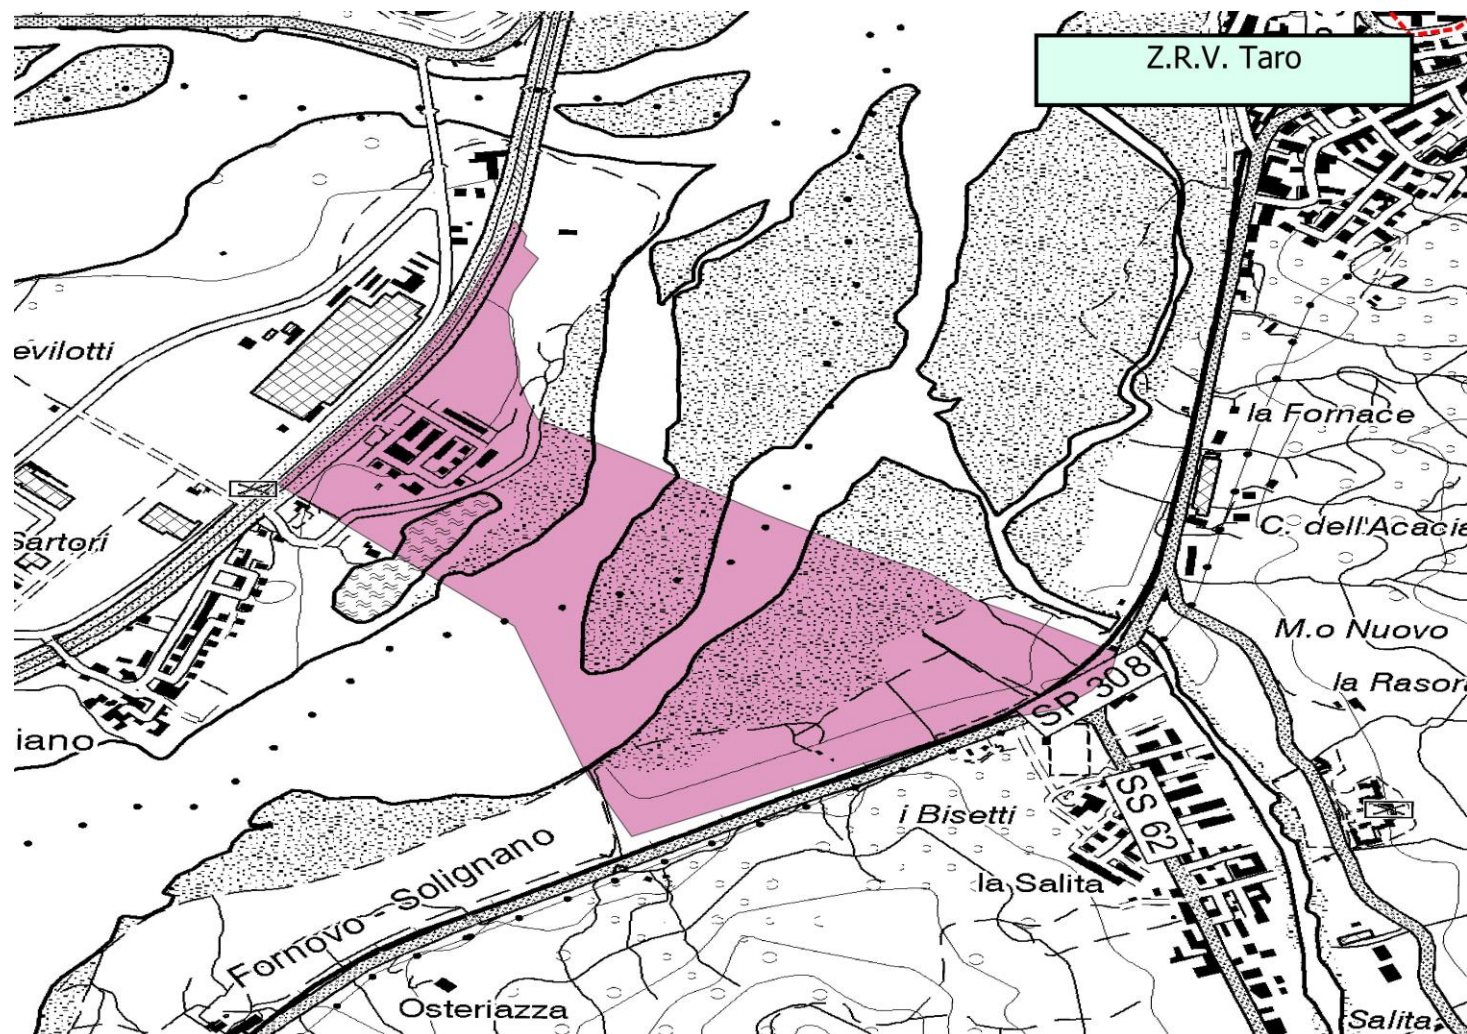 Z.R.V. Taro
evilotti
la Fornace
Sartori
C. dell'Acacie
M.o Nuovo
la Rasor
SP 308
iano
SS 62
i Bisetti
la Salita
Fornovo - Solignano
Osteriazza
Salita